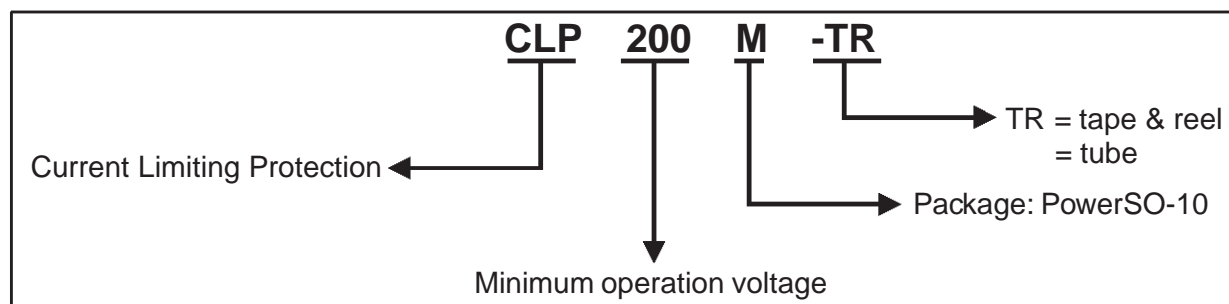 CLP 200 M -TR
TR = tape & reel
= tube
Current Limiting Protection
Package: PowerSO-10
Minimum operation voltage